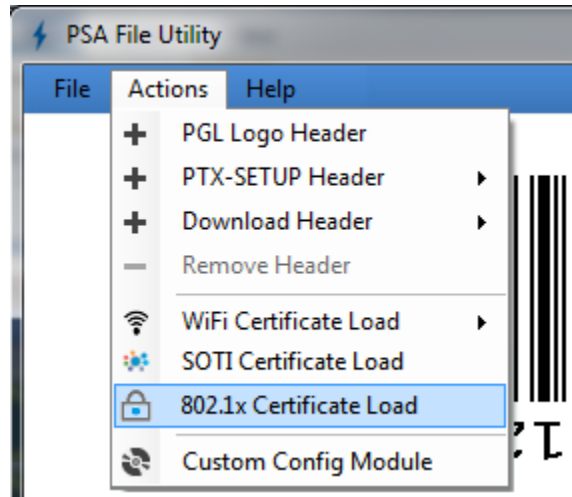 PSA File Utility
File Actions Help
PGL Logo Header
PTX-SETUP Header
Download Header
Remove Header
WiFi Certificate Load
SOTI Certificate Load
802.1x Certificate Load
Custom Config Module